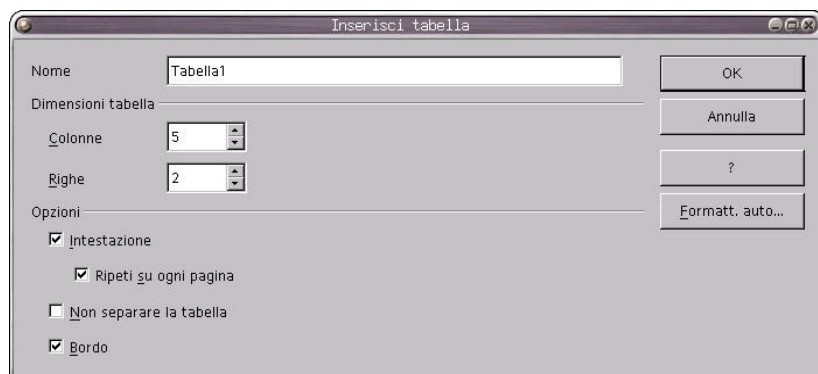 Inserisci tabella
Nome
Tabella1
OK
Dimensioni tabella
Annulla
Colonne
5
?
Righe
2
Formatt. auto...
Opzioni
Intestazione
Ripeti su ogni pagina
Non separare la tabella
Bordo